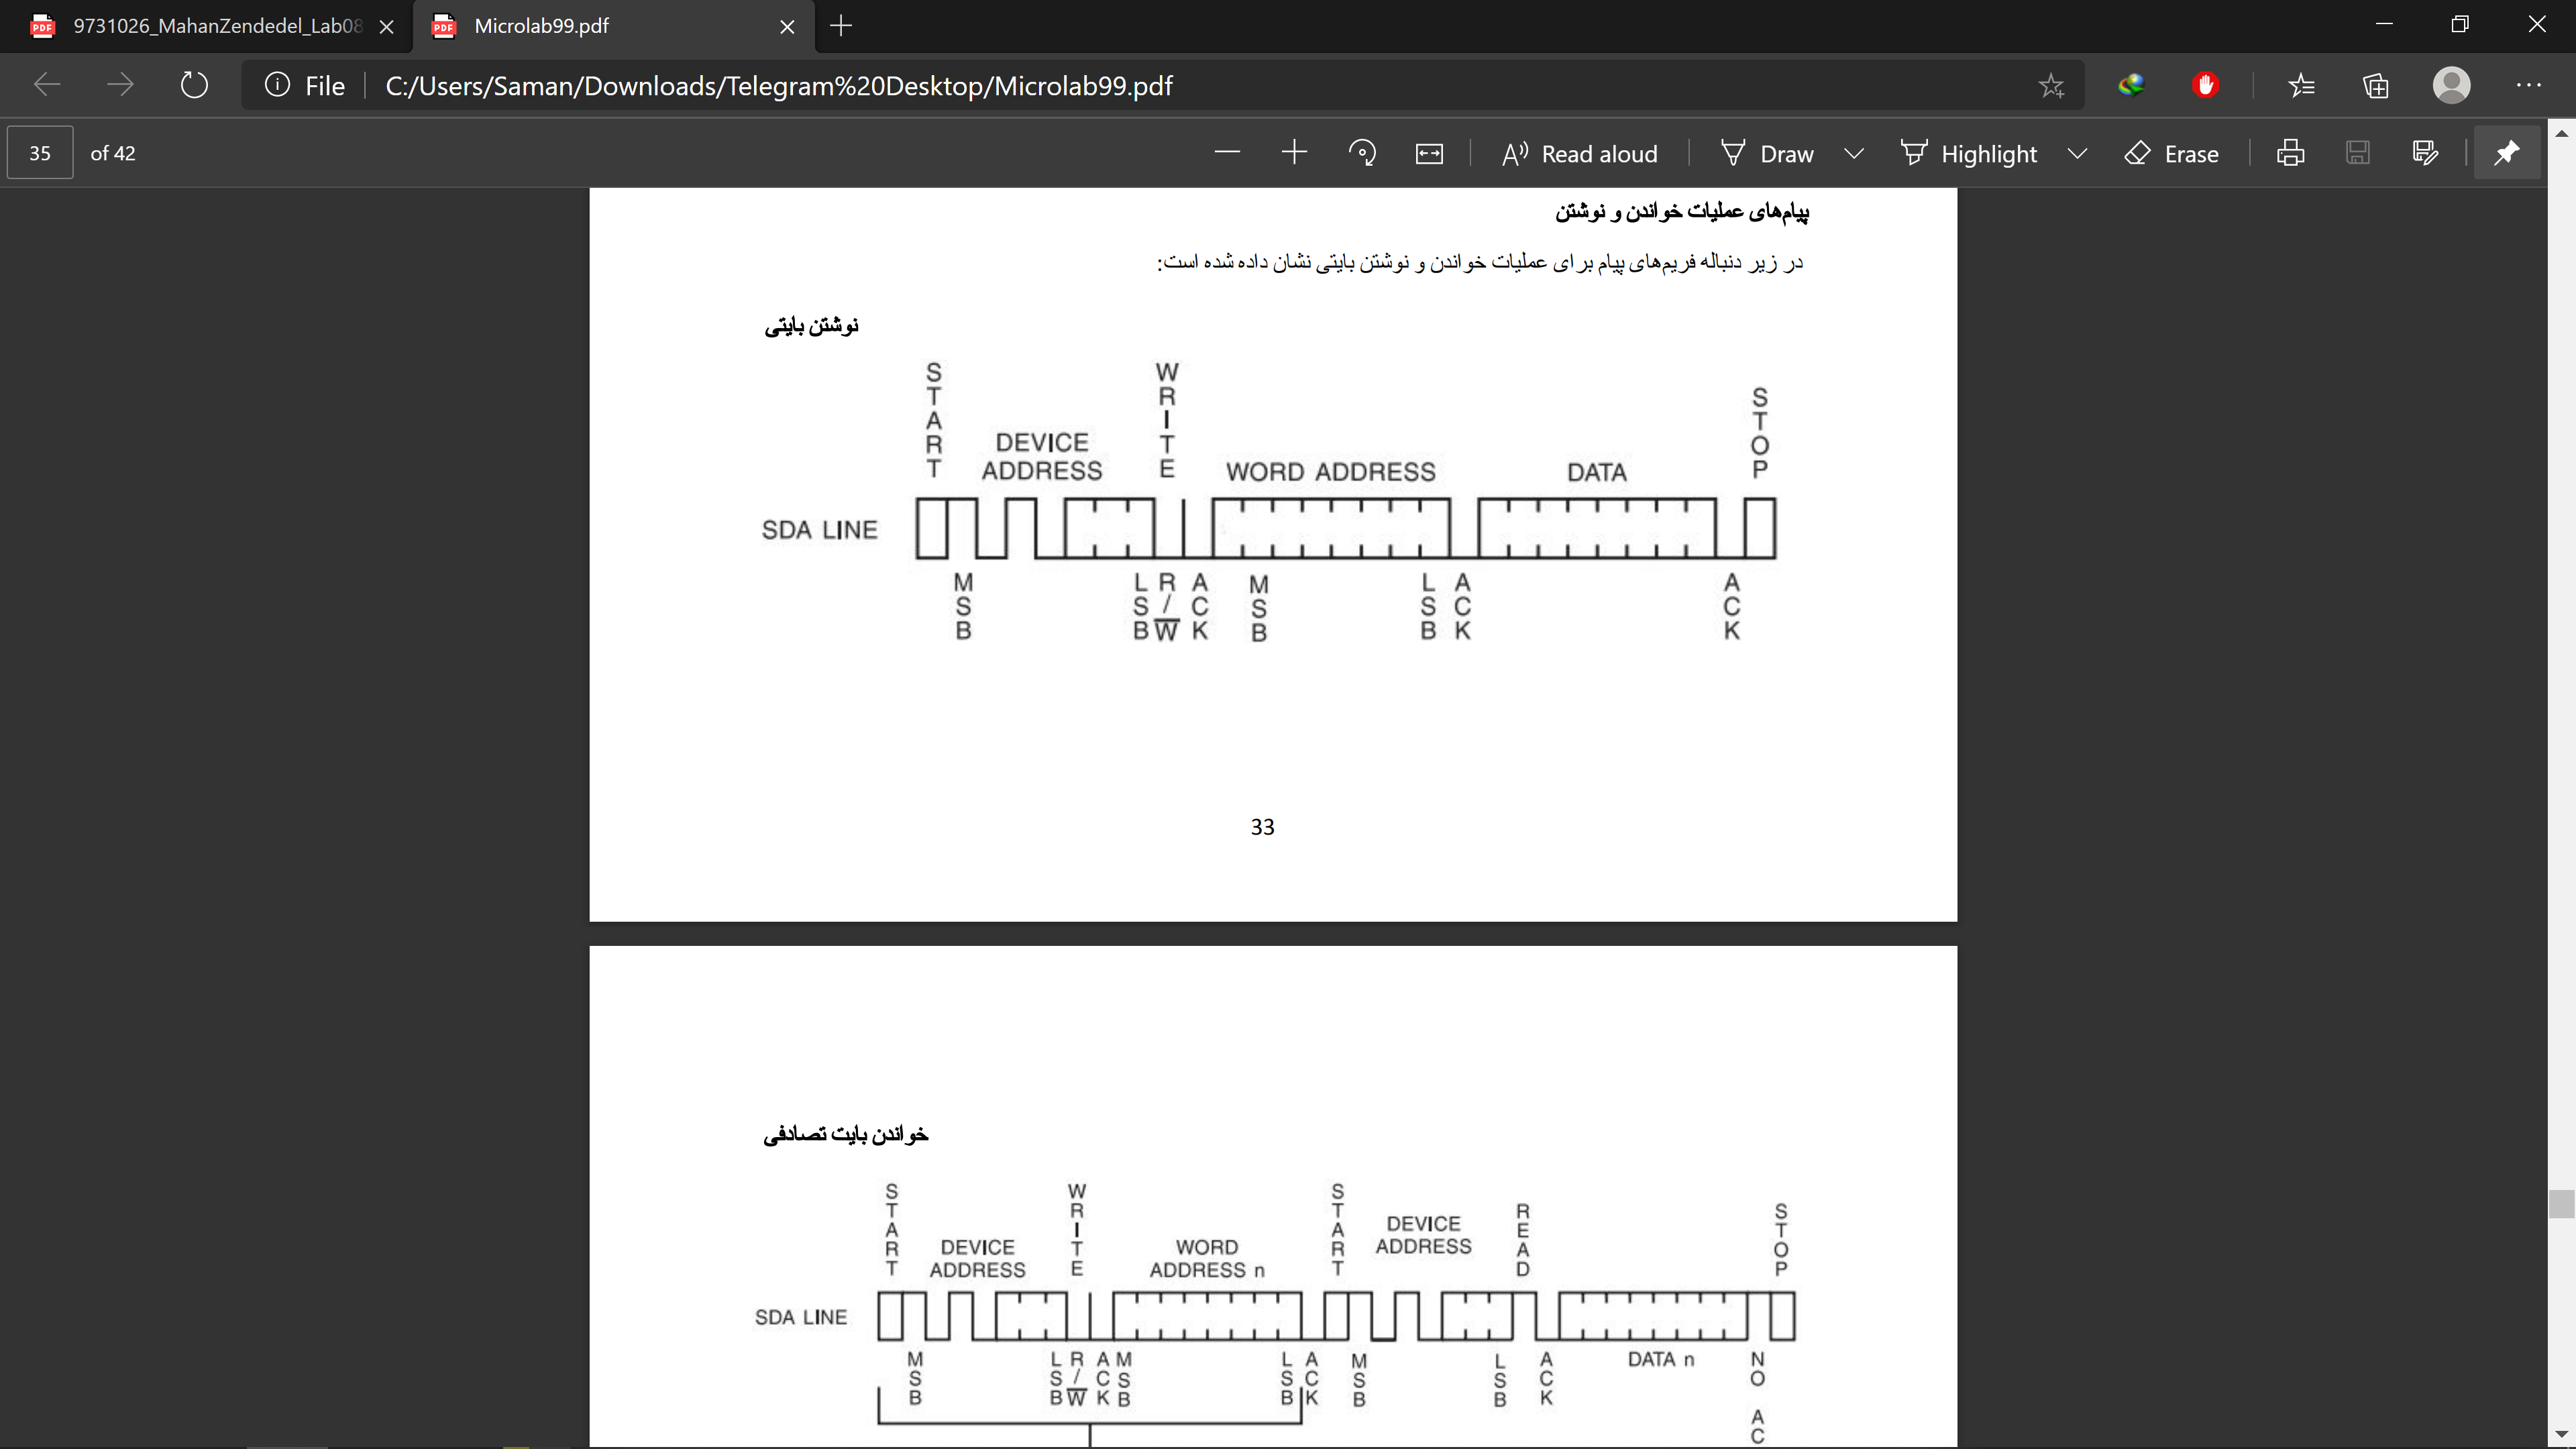 9731026_MahanZendedel_Lab08
Microlab99.pdf
File
C:/Users/Saman/Downloads/Telegram%20Desktop/Microlab99.pdf
35 of 42
Read aloud
Draw
Highlight
Erase
پیام‌های عملیات خواندن و نوشتن
در زیر دنباله فریم‌های پیام برای عملیات خواندن و نوشتن بایتی نشان داده شده است:
نوشتن بایتی
START
DEVICE
ADDRESS
WRITE
WORD ADDRESS
DATA
STOP
SDA LINE
MSB
LSB
R/W
ACK
MSB
LSB
ACK
ACK
33
خواندن بایت تصادفی
START
DEVICE
ADDRESS
WRITE
WORD
ADDRESS n
START
DEVICE
ADDRESS
READ
STOP
SDA LINE
MSB
LSB
R/W
ACK
MSB
LSB
ACK
MSB
LSB
ACK
DATA n
NO AC